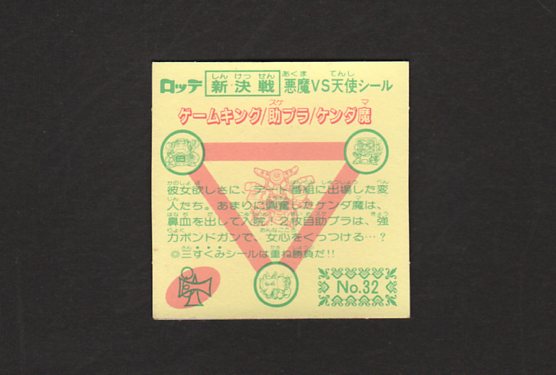 ロッテ 新決戦 悪魔VS天使シール
ゲームキング/助プラ/ケンダ魔
彼女欲しさに、デート番組に出場した変
人たち。あまりに興奮したケンダ魔は、
鼻血を出して入院！2枚目助プラは、強
力ボンドガンで、女心をくっつける…？
◎三すくみシールは重ね勝負だ!!
No.32